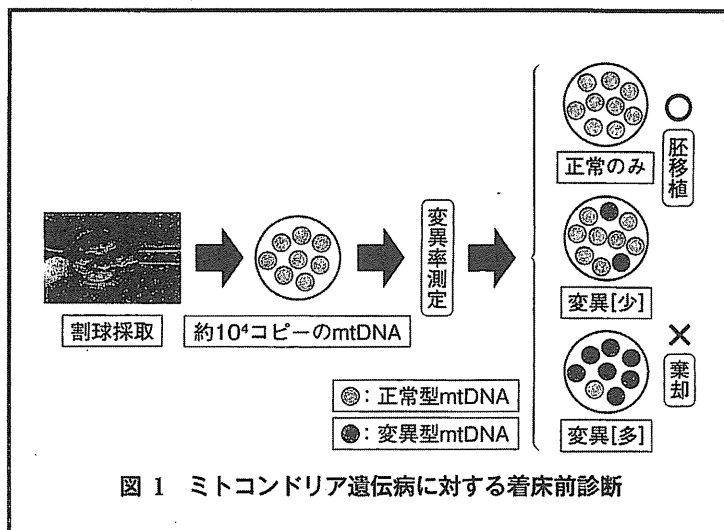 正常のみ
○
胚移植
変異[少]
×
棄却
変異[多]
変異率測定
割球採取
約10⁴コピーのmtDNA
：正常型mtDNA
：変異型mtDNA
図 1 ミトコンドリア遺伝病に対する着床前診断